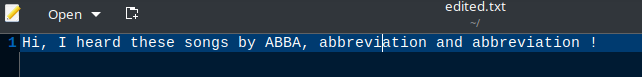 Open
edited.txt
~/
1 Hi, I heard these songs by ABBA, abbreviation and abbreviation !